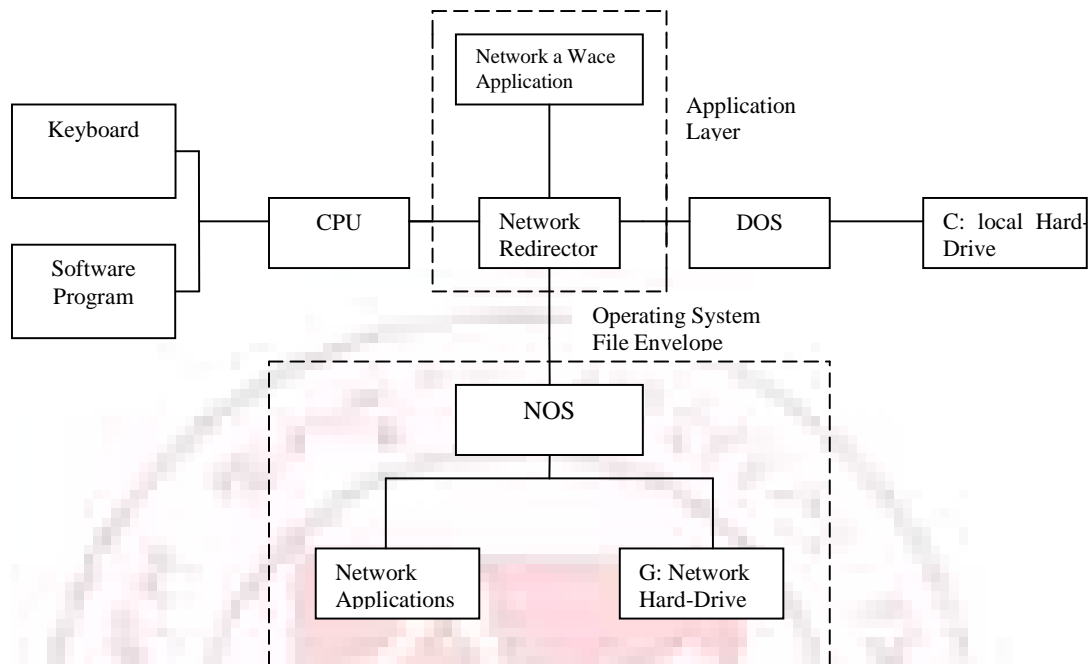 Network a Wace
Application
Application
Layer
Keyboard
CPU
Network
Redirector
DOS
C: local Hard-
Drive
Software
Program
Operating System
File Envelope
NOS
Network
Applications
G: Network
Hard-Drive